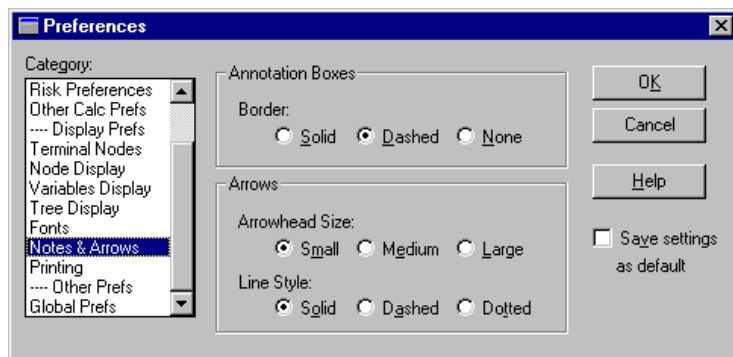 Preferences
Category:
Risk Preferences
Other Calc Prefs
---- Display Prefs
Terminal Nodes
Node Display
Variables Display
Tree Display
Fonts
Notes & Arrows
Printing
---- Other Prefs
Global Prefs
Annotation Boxes
Border:
Solid Dashed None
Arrows
Arrowhead Size:
Small Medium Large
Line Style:
Solid Dashed Dotted
OK
Cancel
Help
Save settings
as default